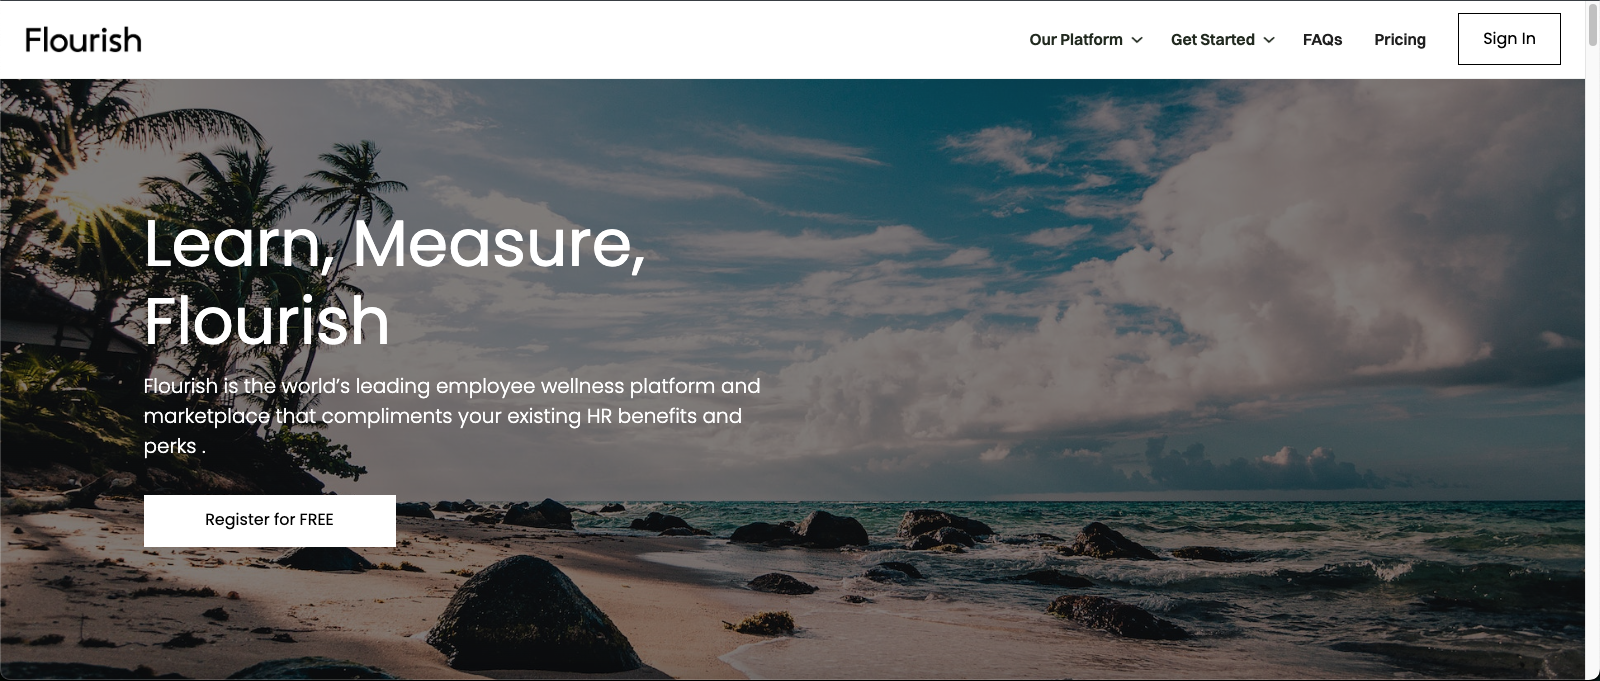 Flourish
Our Platform
Get Started
FAQs
Pricing
Sign In
Learn, Measure,
Flourish
Flourish is the world’s leading employee wellness platform and
marketplace that compliments your existing HR benefits and
perks .
Register for FREE